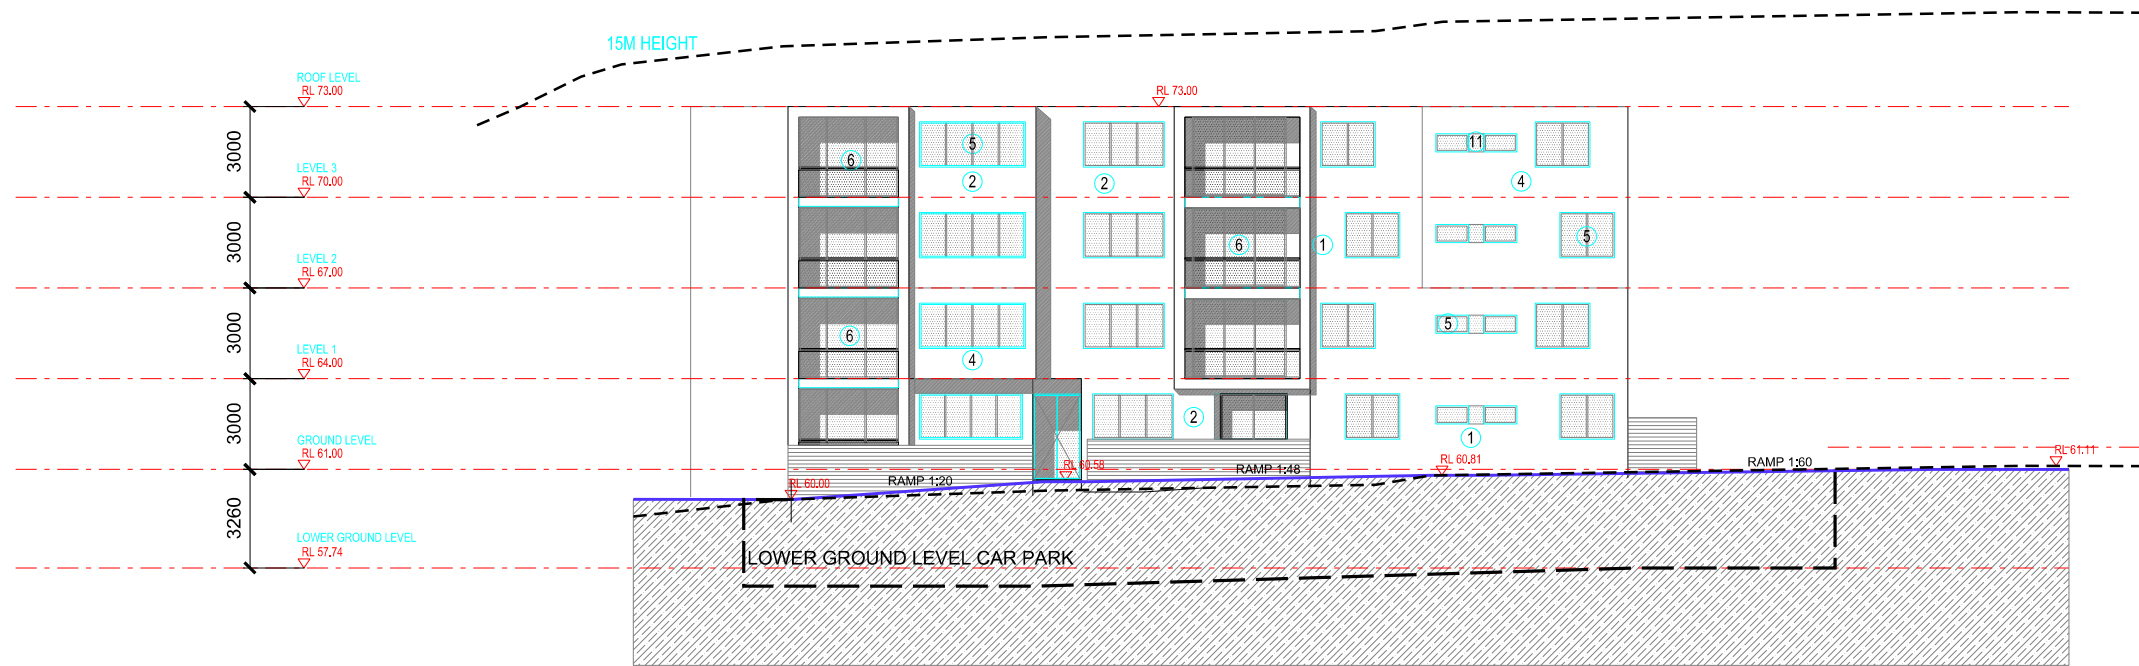 15M HEIGHT
ROOF LEVEL
RL 73.00
RL 73.00
3000
6
5
11
2
2
4
LEVEL 3
RL 70.00
3000
6
1
5
LEVEL 2
RL 67.00
3000
6
5
4
LEVEL 1
RL 64.00
3000
2
1
GROUND LEVEL
RL 61.00
RL 61.11
RL 60.58
RAMP 1:48
RL 60.81
RAMP 1:60
RL 60.00
RAMP 1:20
3260
LOWER GROUND LEVEL
RL 57.74
LOWER GROUND LEVEL CAR PARK